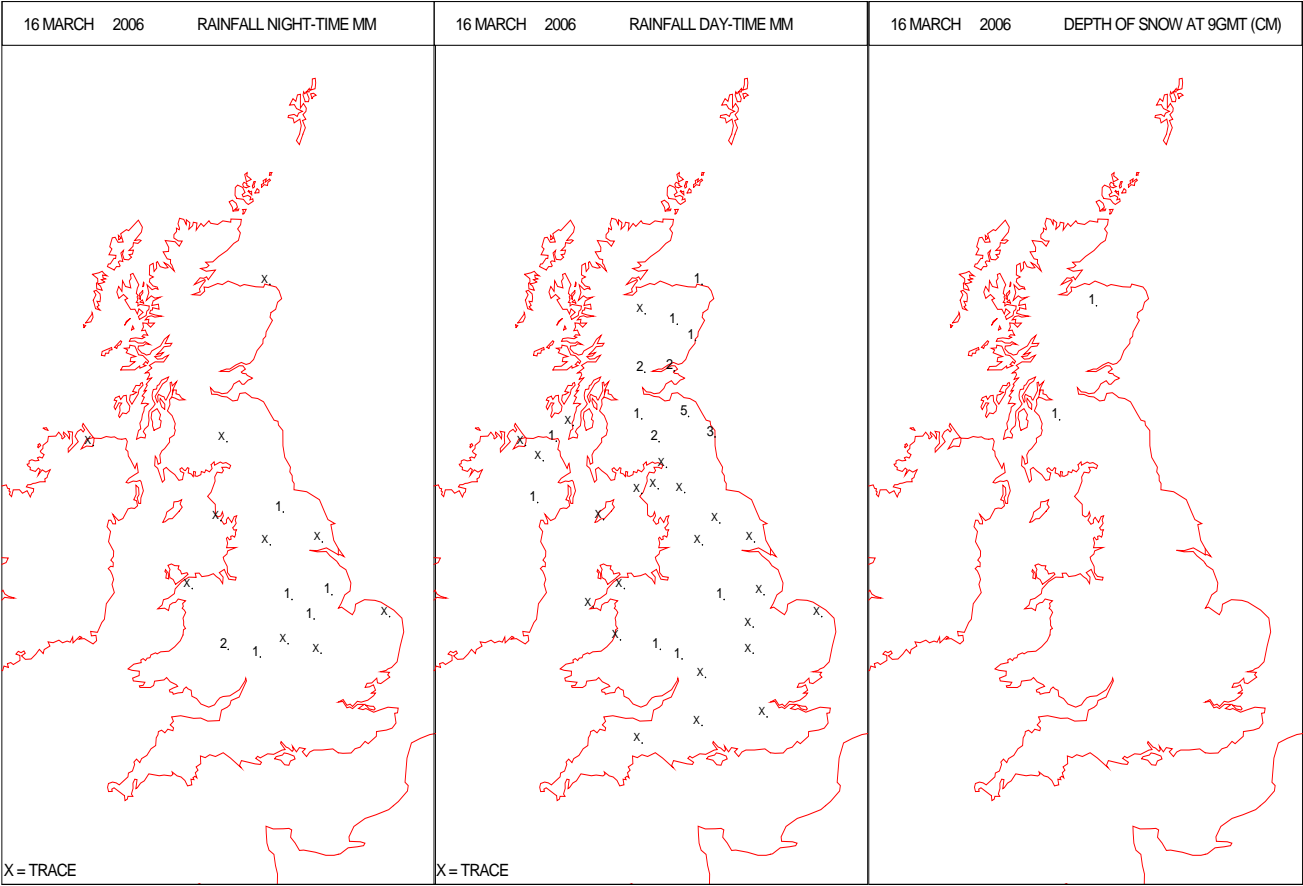 16 MARCH 2006 RAINFALL NIGHT-TIME MM
X.
X.
X.
1.
X.
X.
X.
X.
1.
1.
1.
X.
2.
1.
X.
X.
X = TRACE
16 MARCH 2006 RAINFALL DAY-TIME MM
1.
X.
1.
1.
2.
2.
1.
5.
X.
3.
1.
X.
2.
X.
X.
X.
X.
X.
1.
X.
X.
X.
X.
X.
1.
X.
X.
X.
X.
X.
1.
1.
X.
X.
X.
X.
X.
X = TRACE
16 MARCH 2006 DEPTH OF SNOW AT 9GMT (CM)
1.
1.